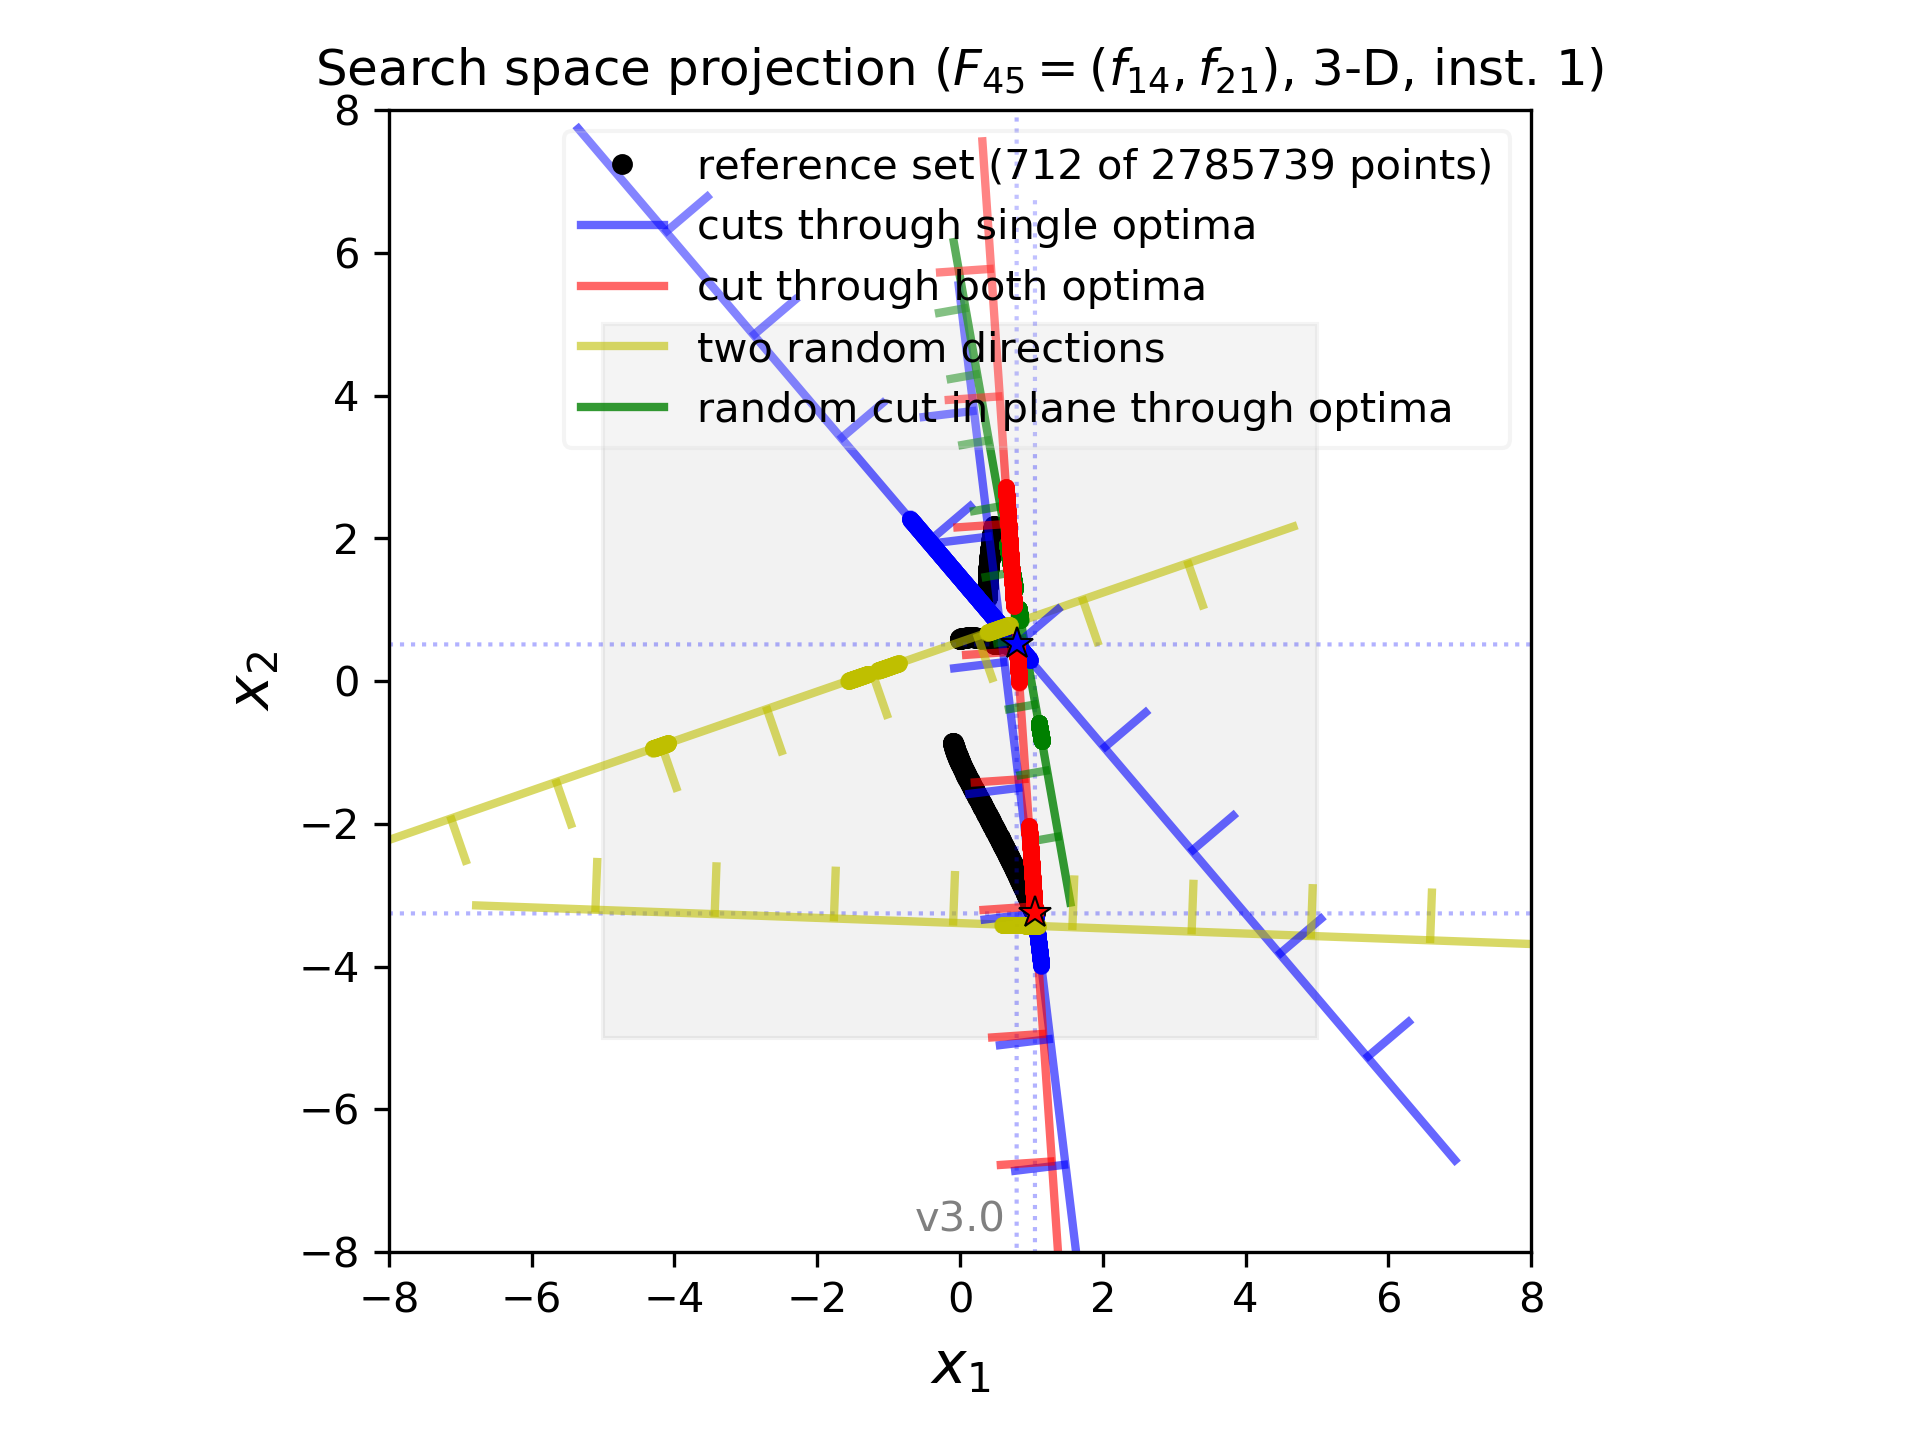 Search space projection (F45 = (f14, f21), 3-D, inst. 1)
reference set (712 of 2785739 points)
cuts through single optima
cut through both optima
two random directions
random cut in plane through optima
8
6
4
2
0
−2
−4
−6
−8
x2
v3.0
−8 −6 −4 −2 0 2 4 6 8
x1